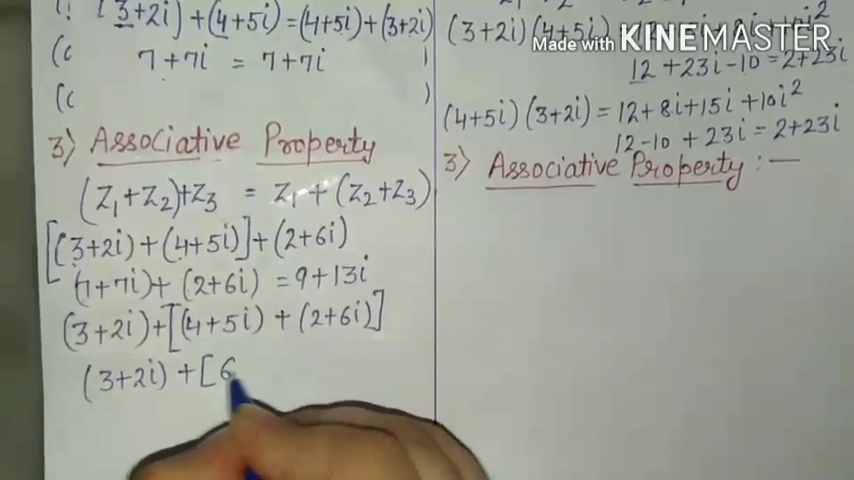 (3+2i)+(4+5i)=(4+5i)+(3+2i)
7+7i = 7+7i
3) Associative Property
(Z₁+Z₂)+Z₃ = Z₁+(Z₂+Z₃)
[(3+2i)+(4+5i)]+(2+6i)
(7+7i)+(2+6i) = 9+13i
(3+2i)+[(4+5i)+(2+6i)]
(3+2i)+[6
(3+2i)(4+5i)
Made with KINEMASTER
12+23i-10=2+23i
(4+5i)(3+2i)=12+8i+15i+10i²
12-10+23i=2+23i
3) Associative Property:—